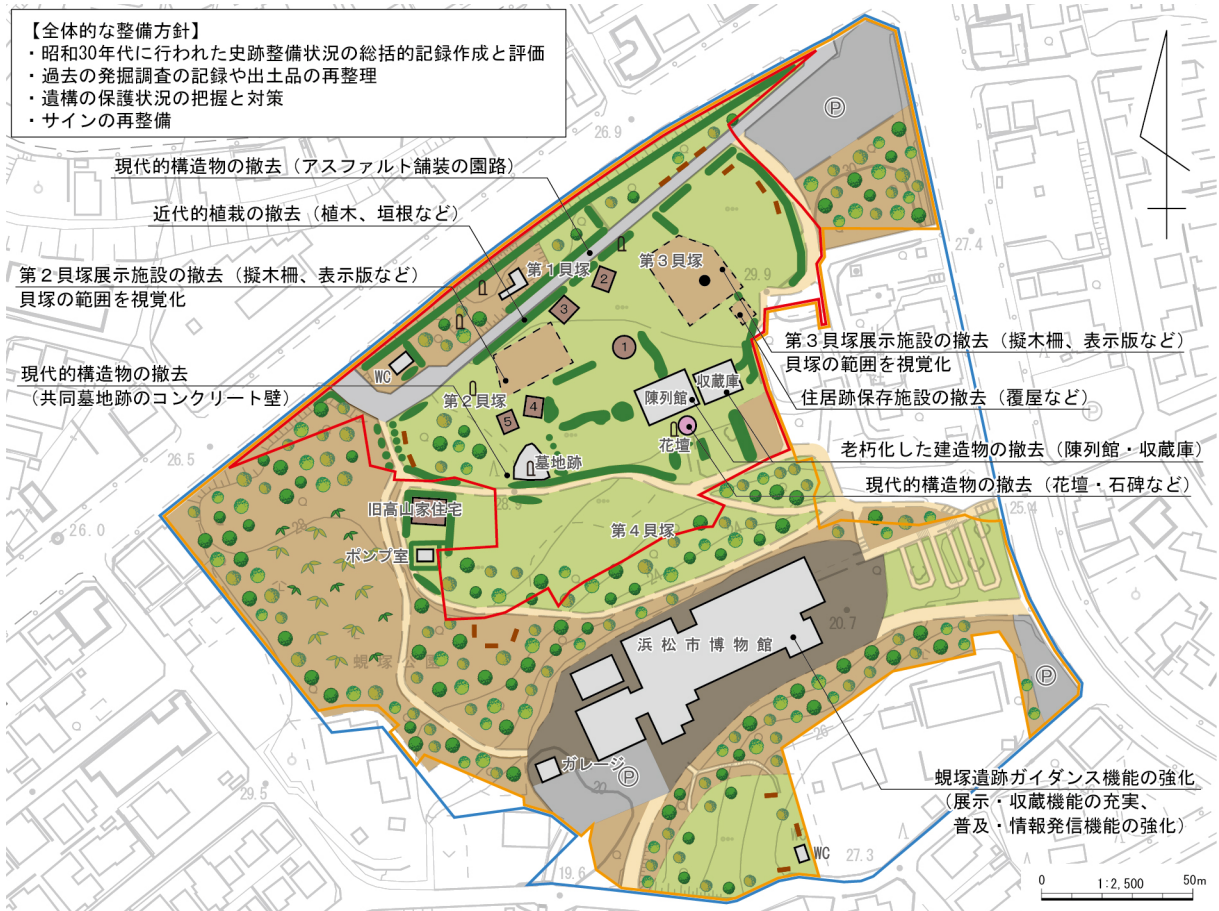 【全体的な整備方針】
・昭和30年代に行われた史跡整備状況の総括的記録作成と評価
・過去の発掘調査の記録や出土品の再整理
・遺構の保護状況の把握と対策
・サインの再整備
26.9
Ⓟ
現代的構造物の撤去（アスファルト舗装の園路）
近代的植栽の撤去（植木、垣根など）
27.4
第２貝塚展示施設の撤去（擬木柵、表示版など）
貝塚の範囲を視覚化
第１貝塚
2
3
第３貝塚
29.9
1
第３貝塚展示施設の撤去（擬木柵、表示版など）
貝塚の範囲を視覚化
現代的構造物の撤去
（共同墓地跡のコンクリート壁）
WC
第２貝塚
4
5
陳列館
収蔵庫
住居跡保存施設の撤去（覆屋など）
花壇
老朽化した建造物の撤去（陳列館・収蔵庫）
26.5
墓地跡
現代的構造物の撤去（花壇・石碑など）
28.9
旧高山家住宅
25.4
26.0
第４貝塚
ポンプ室
24
20.7
浜松市博物館
蜆塚公園
Ⓟ
26
ガレージ
Ⓟ
20
29.5
蜆塚遺跡ガイダンス機能の強化
（展示・収蔵機能の充実、
普及・情報発信機能の強化）
WC
27.3
19.6
0
1:2,500
50m